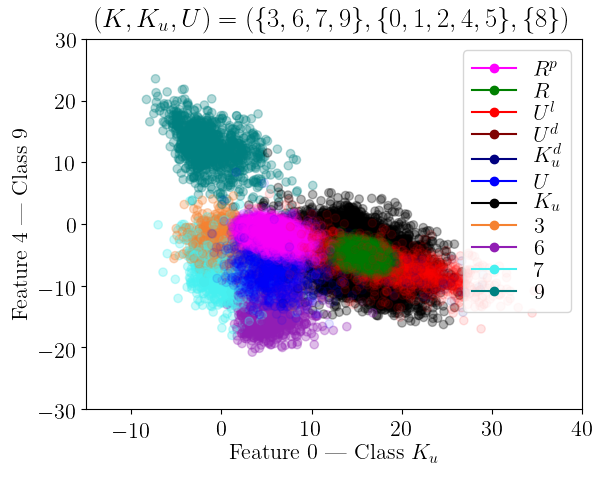 (K, K_u, U) = ({3, 6, 7, 9}, {0, 1, 2, 4, 5}, {8})
30
20
10
0
−10
−20
−30
Feature 4 — Class 9
R^p
R
U^l
U^d
K_u^d
U
K_u
3
6
7
9
−10
0
10
20
30
40
Feature 0 — Class K_u